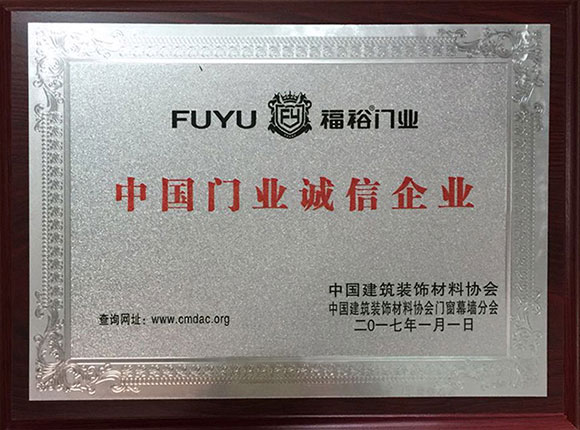 FUYU FY 福裕®门业
中国门业诚信企业
中国建筑装饰材料协会
中国建筑装饰材料协会门窗幕墙分会
查询网址：www.cmdac.org
二〇一七年一月一日